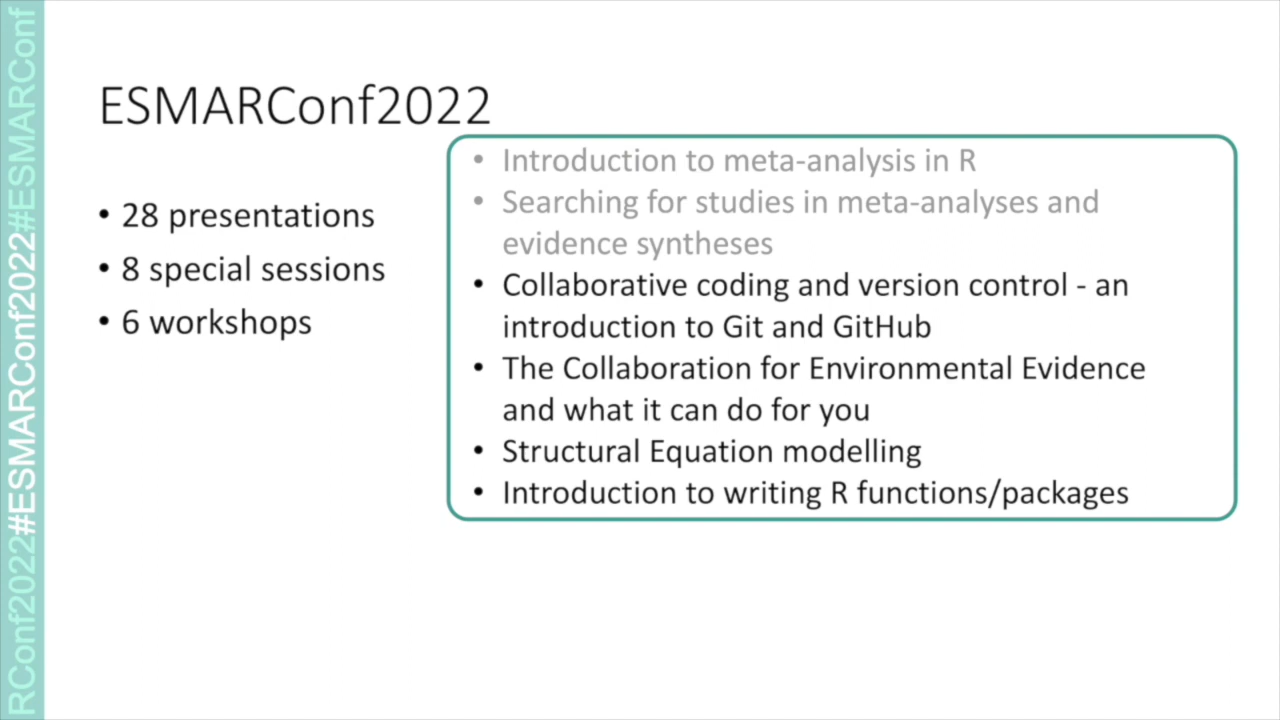 RConf2022#ESMARConf2022#ESMARConf
ESMARConf2022
• 28 presentations
• 8 special sessions
• 6 workshops
• Introduction to meta-analysis in R
• Searching for studies in meta-analyses and
evidence syntheses
• Collaborative coding and version control - an
introduction to Git and GitHub
• The Collaboration for Environmental Evidence
and what it can do for you
• Structural Equation modelling
• Introduction to writing R functions/packages